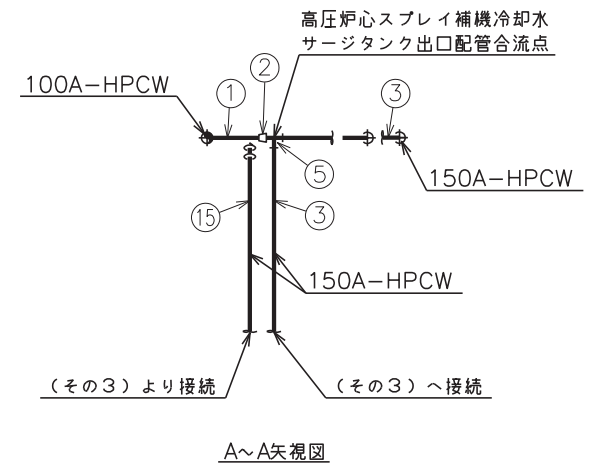 高圧炉心スプレイ補機冷却水
サージタンク出口配管合流点
100A-HPCW
①
②
③
⑤
150A-HPCW
⑮
③
150A-HPCW
(その3)より接続
(その3)へ接続
A~A矢視図